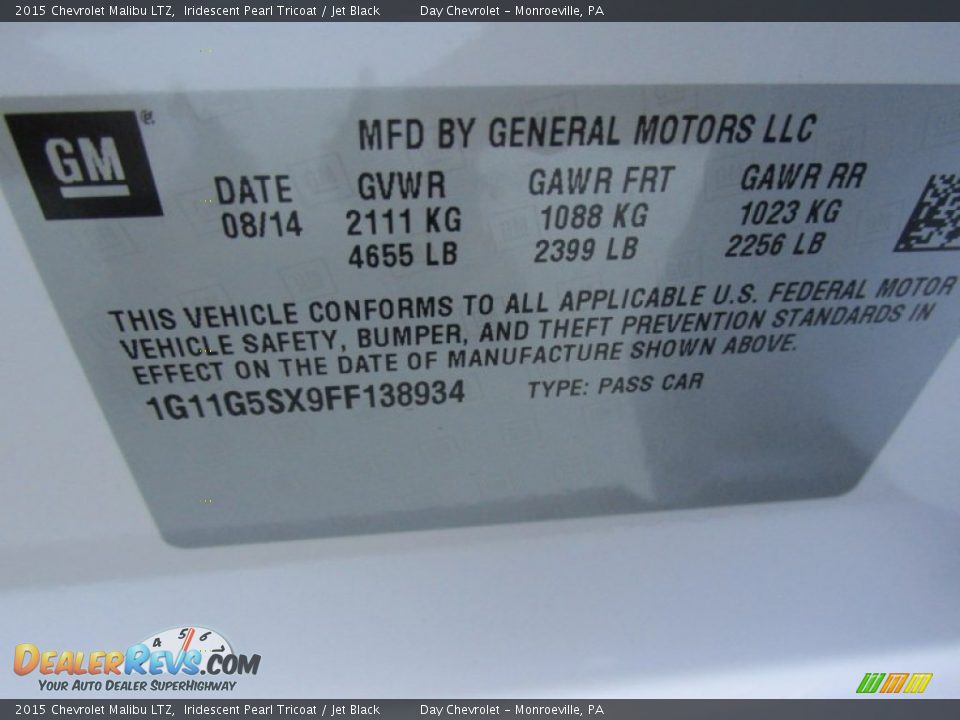 2015 Chevrolet Malibu LTZ,  Iridescent Pearl Tricoat / Jet Black        Day Chevrolet - Monroeville, PA
GM®
MFD BY GENERAL MOTORS LLC
DATE GVWR GAWR FRT GAWR RR
08/14 2111 KG 1088 KG 1023 KG
4655 LB 2399 LB 2256 LB
THIS VEHICLE CONFORMS TO ALL APPLICABLE U.S. FEDERAL MOTOR
VEHICLE SAFETY, BUMPER, AND THEFT PREVENTION STANDARDS IN
EFFECT ON THE DATE OF MANUFACTURE SHOWN ABOVE.
1G11G5SX9FF138934 TYPE: PASS CAR
4 5 6 7
DEALERREVS.COM
YOUR AUTO DEALER SUPERHIGHWAY
2015 Chevrolet Malibu LTZ,  Iridescent Pearl Tricoat / Jet Black        Day Chevrolet - Monroeville, PA